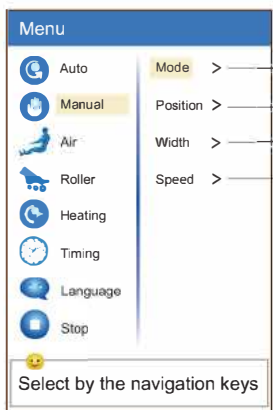 Menu
Auto
Manual
Air
Roller
Heating
Timing
Language
Stop
Mode >
Position >
Width >
Speed >
Select by the navigation keys